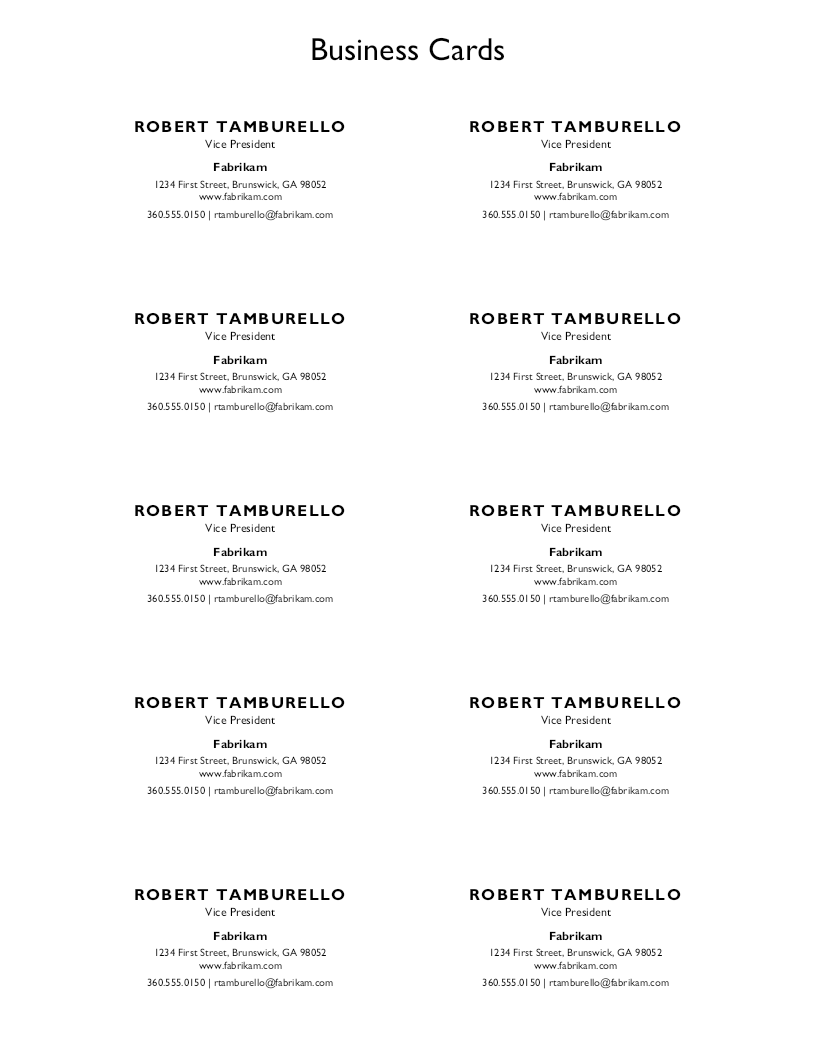 Business Cards
ROBERT TAMBURELLO
Vice President
Fabrikam
1234 First Street, Brunswick, GA 98052
www.fabrikam.com
360.555.0150 | rtamburello@fabrikam.com
ROBERT TAMBURELLO
Vice President
Fabrikam
1234 First Street, Brunswick, GA 98052
www.fabrikam.com
360.555.0150 | rtamburello@fabrikam.com
ROBERT TAMBURELLO
Vice President
Fabrikam
1234 First Street, Brunswick, GA 98052
www.fabrikam.com
360.555.0150 | rtamburello@fabrikam.com
ROBERT TAMBURELLO
Vice President
Fabrikam
1234 First Street, Brunswick, GA 98052
www.fabrikam.com
360.555.0150 | rtamburello@fabrikam.com
ROBERT TAMBURELLO
Vice President
Fabrikam
1234 First Street, Brunswick, GA 98052
www.fabrikam.com
360.555.0150 | rtamburello@fabrikam.com
ROBERT TAMBURELLO
Vice President
Fabrikam
1234 First Street, Brunswick, GA 98052
www.fabrikam.com
360.555.0150 | rtamburello@fabrikam.com
ROBERT TAMBURELLO
Vice President
Fabrikam
1234 First Street, Brunswick, GA 98052
www.fabrikam.com
360.555.0150 | rtamburello@fabrikam.com
ROBERT TAMBURELLO
Vice President
Fabrikam
1234 First Street, Brunswick, GA 98052
www.fabrikam.com
360.555.0150 | rtamburello@fabrikam.com
ROBERT TAMBURELLO
Vice President
Fabrikam
1234 First Street, Brunswick, GA 98052
www.fabrikam.com
360.555.0150 | rtamburello@fabrikam.com
ROBERT TAMBURELLO
Vice President
Fabrikam
1234 First Street, Brunswick, GA 98052
www.fabrikam.com
360.555.0150 | rtamburello@fabrikam.com